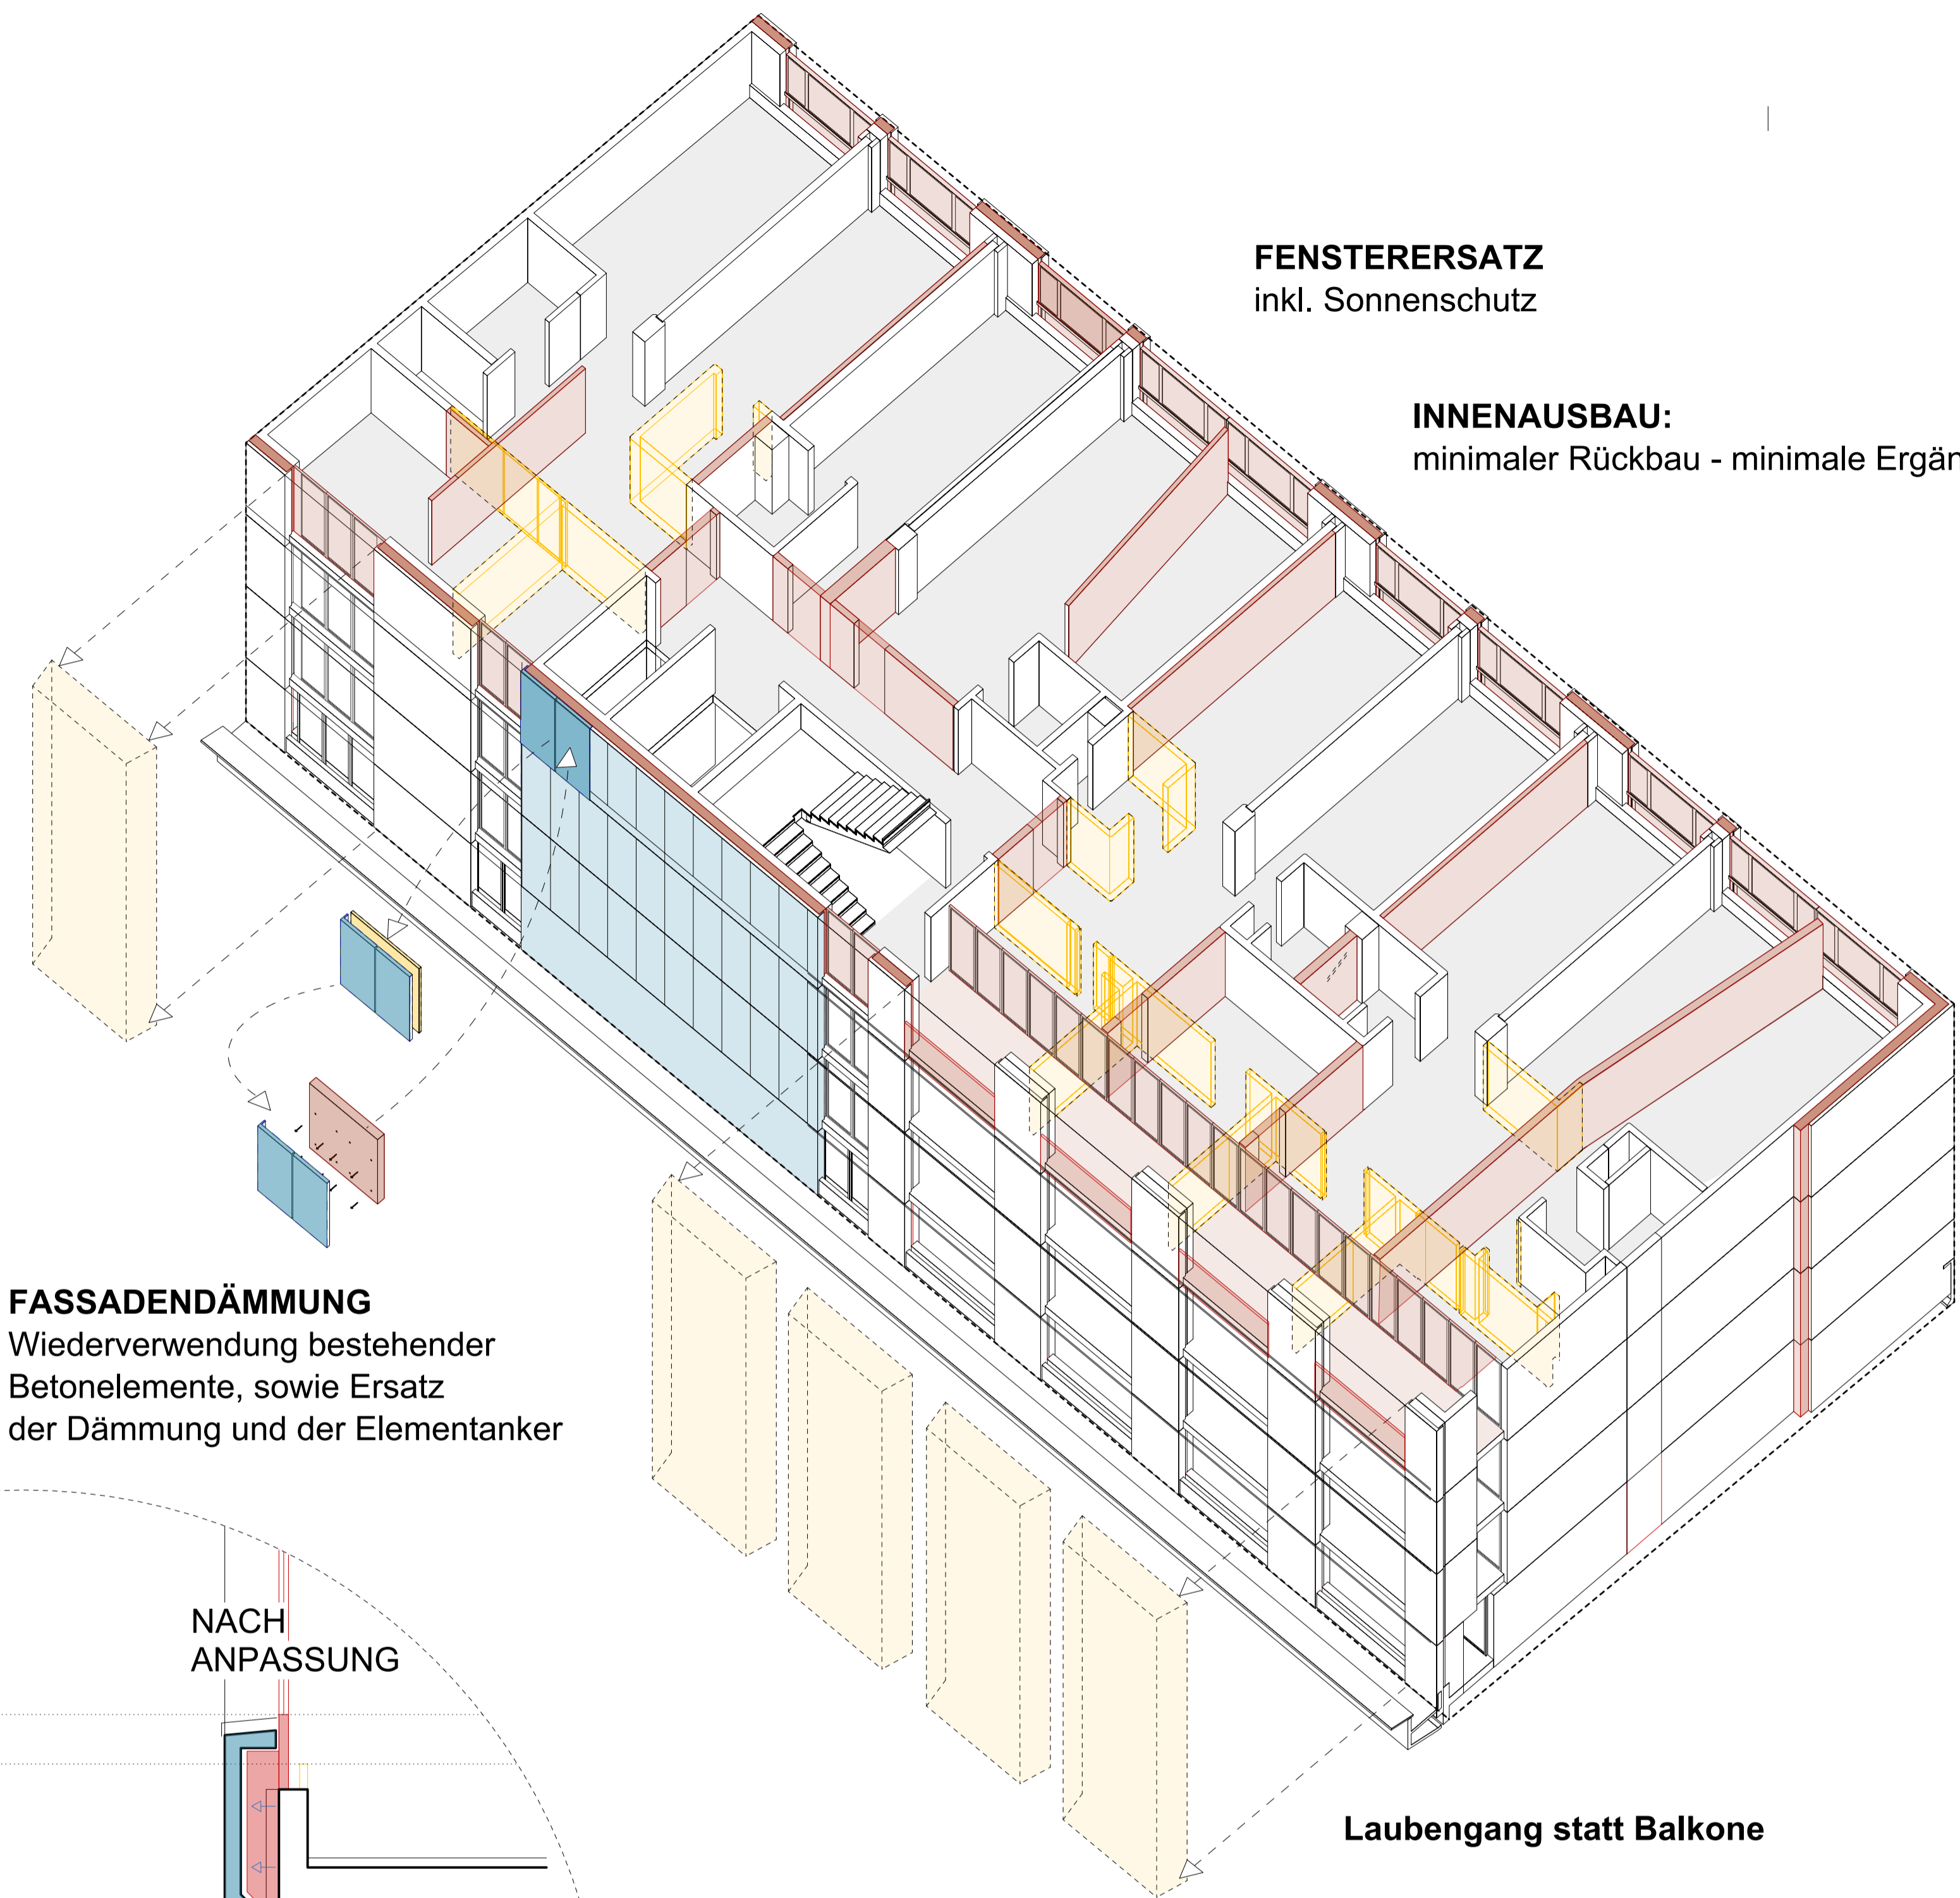 FENSTERERSATZ
inkl. Sonnenschutz
INNENAUSBAU:
minimaler Rückbau - minimale Ergän
FASSADENDÄMMUNG
Wiederverwendung bestehender
Betonelemente, sowie Ersatz
der Dämmung und der Elementanker
NACH
ANPASSUNG
Laubengang statt Balkone